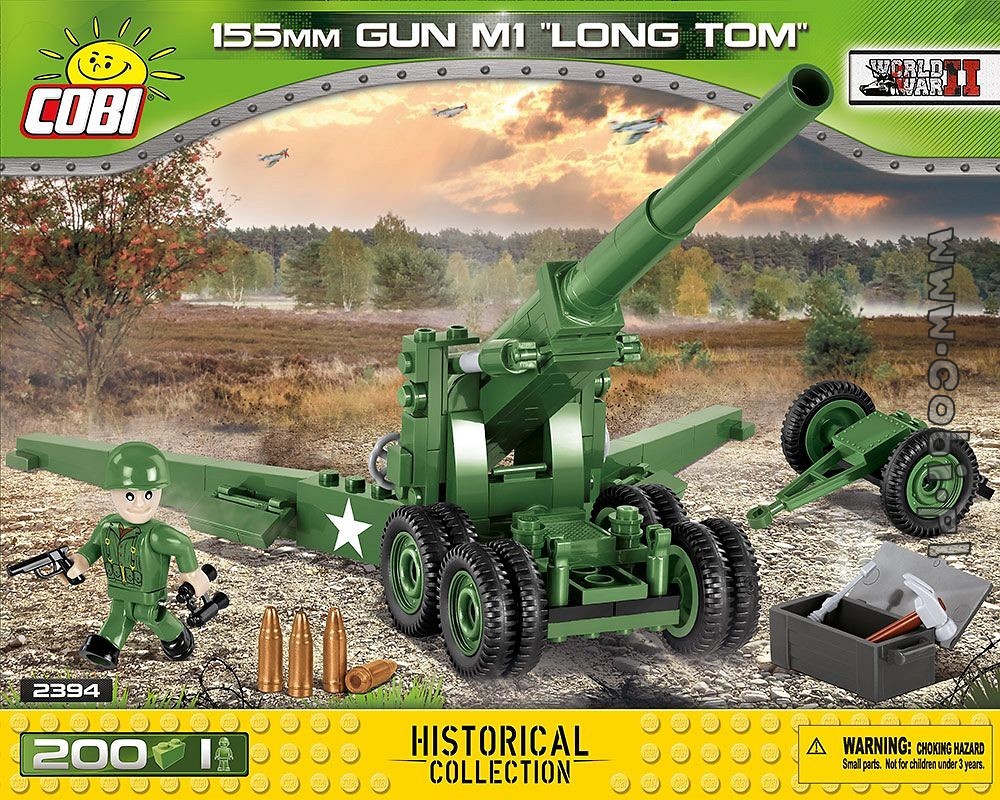 155MM GUN M1 "LONG TOM"
COBI
WORLD
WAR II
www.cobi.pl
2394
200
1
HISTORICAL
COLLECTION
WARNING: CHOKING HAZARD
Small parts. Not for children under 3 years.